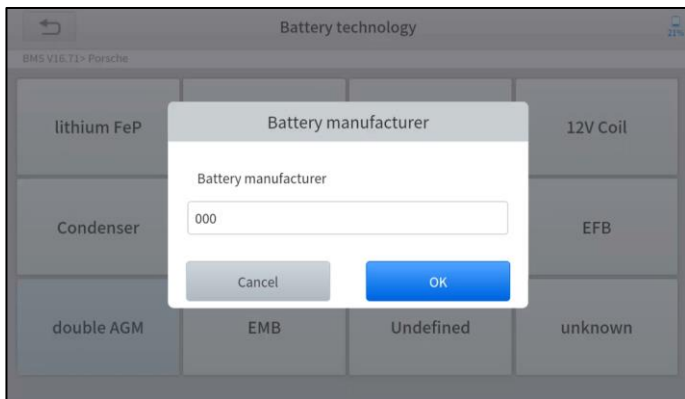 Battery technology
21%
BMS V16.71> Porsche
lithium FeP
12V Coil
Battery manufacturer
Battery manufacturer
000
Condenser
EFB
Cancel
OK
double AGM
EMB
Undefined
unknown